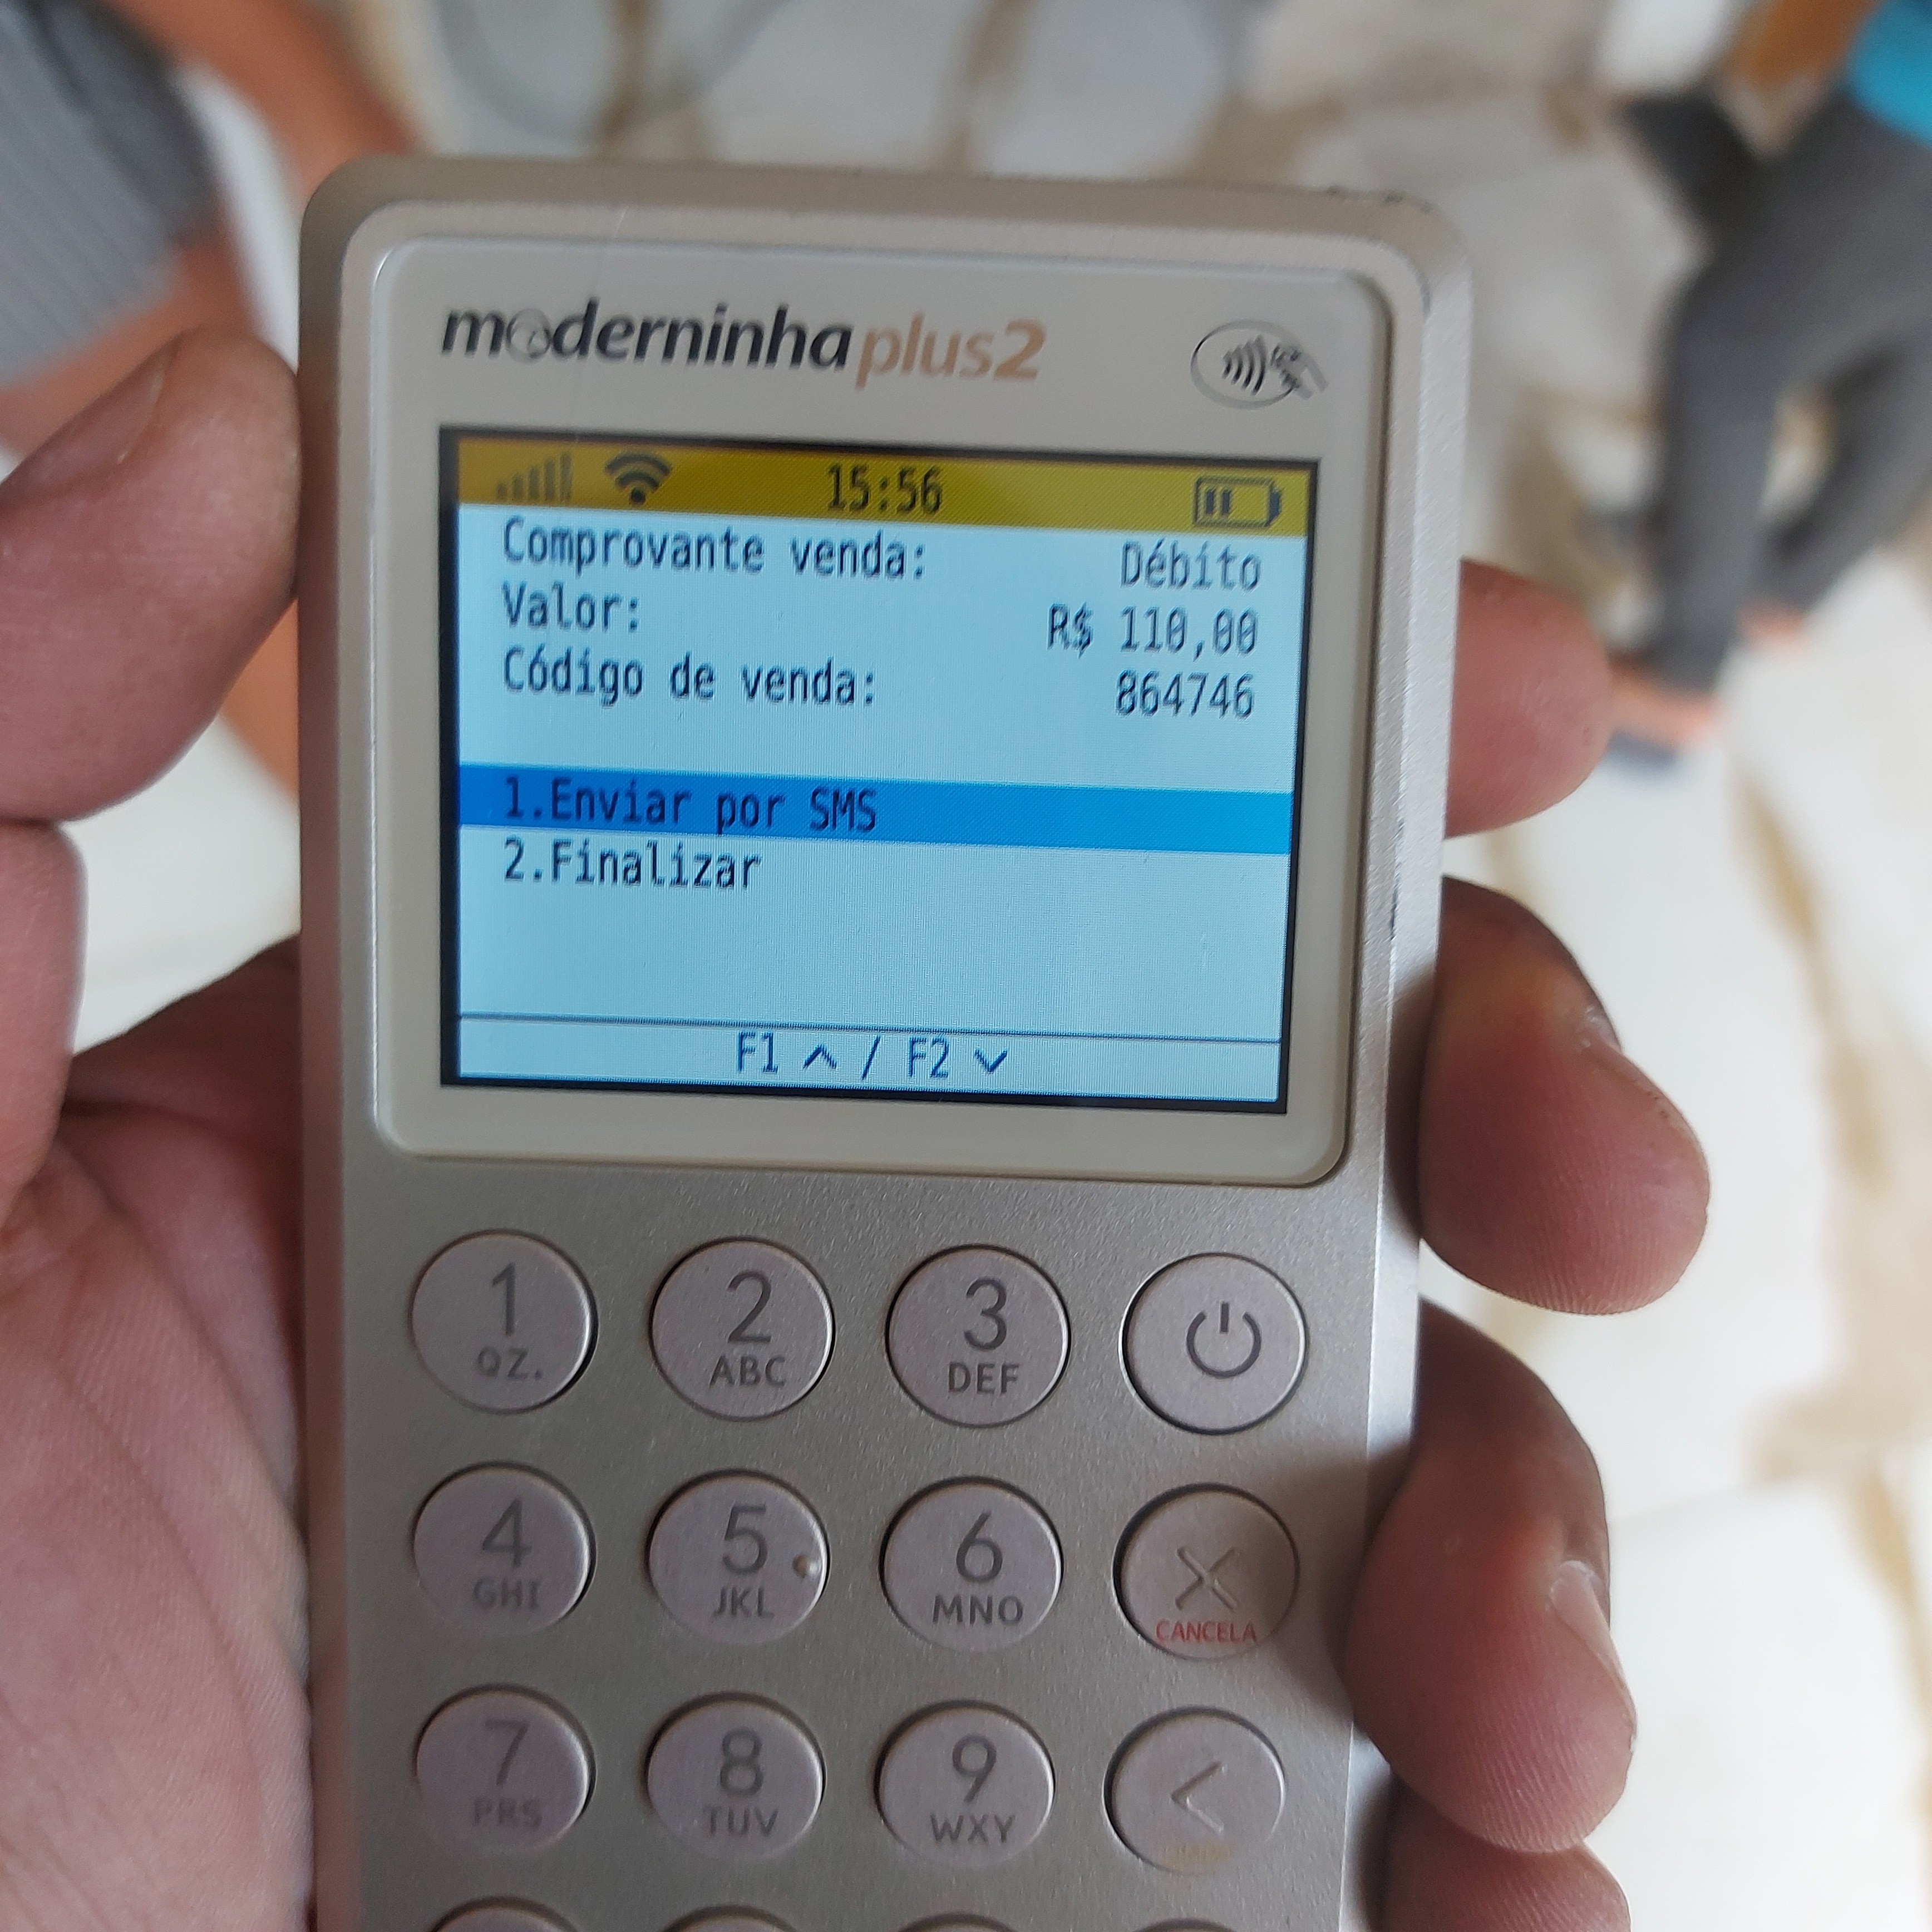 moderninha plus2
15:56
Comprovante venda: Débito
Valor: R$ 110,00
Código de venda: 864746
1.Enviar por SMS
2.Finalizar
F1 ^ / F2 ⌄
1 2 3
QZ. ABC DEF
4 5 6
GHI JKL MNO CANCELA
7 8 9 <
PRS TUV WXY